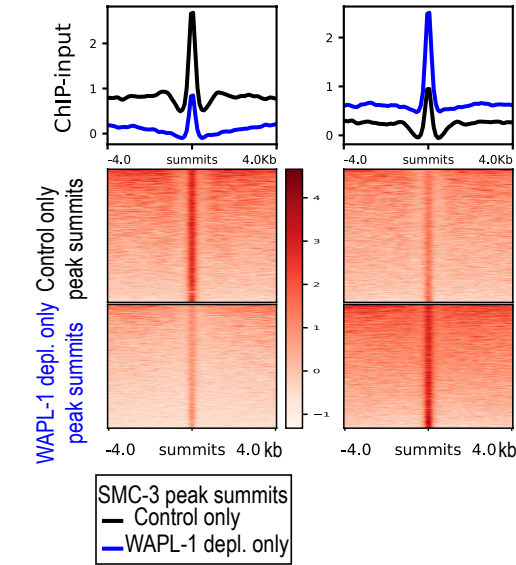 ChIP-input
2
1
0
-4.0 summits 4.0Kb
2
1
0
-4.0 summits 4.0Kb
Control only
peak summits
WAPL-1 depl. only
peak summits
4
3
2
1
0
−1
-4.0 summits 4.0 kb
-4.0 summits 4.0 kb
SMC-3 peak summits
Control only
WAPL-1 depl. only